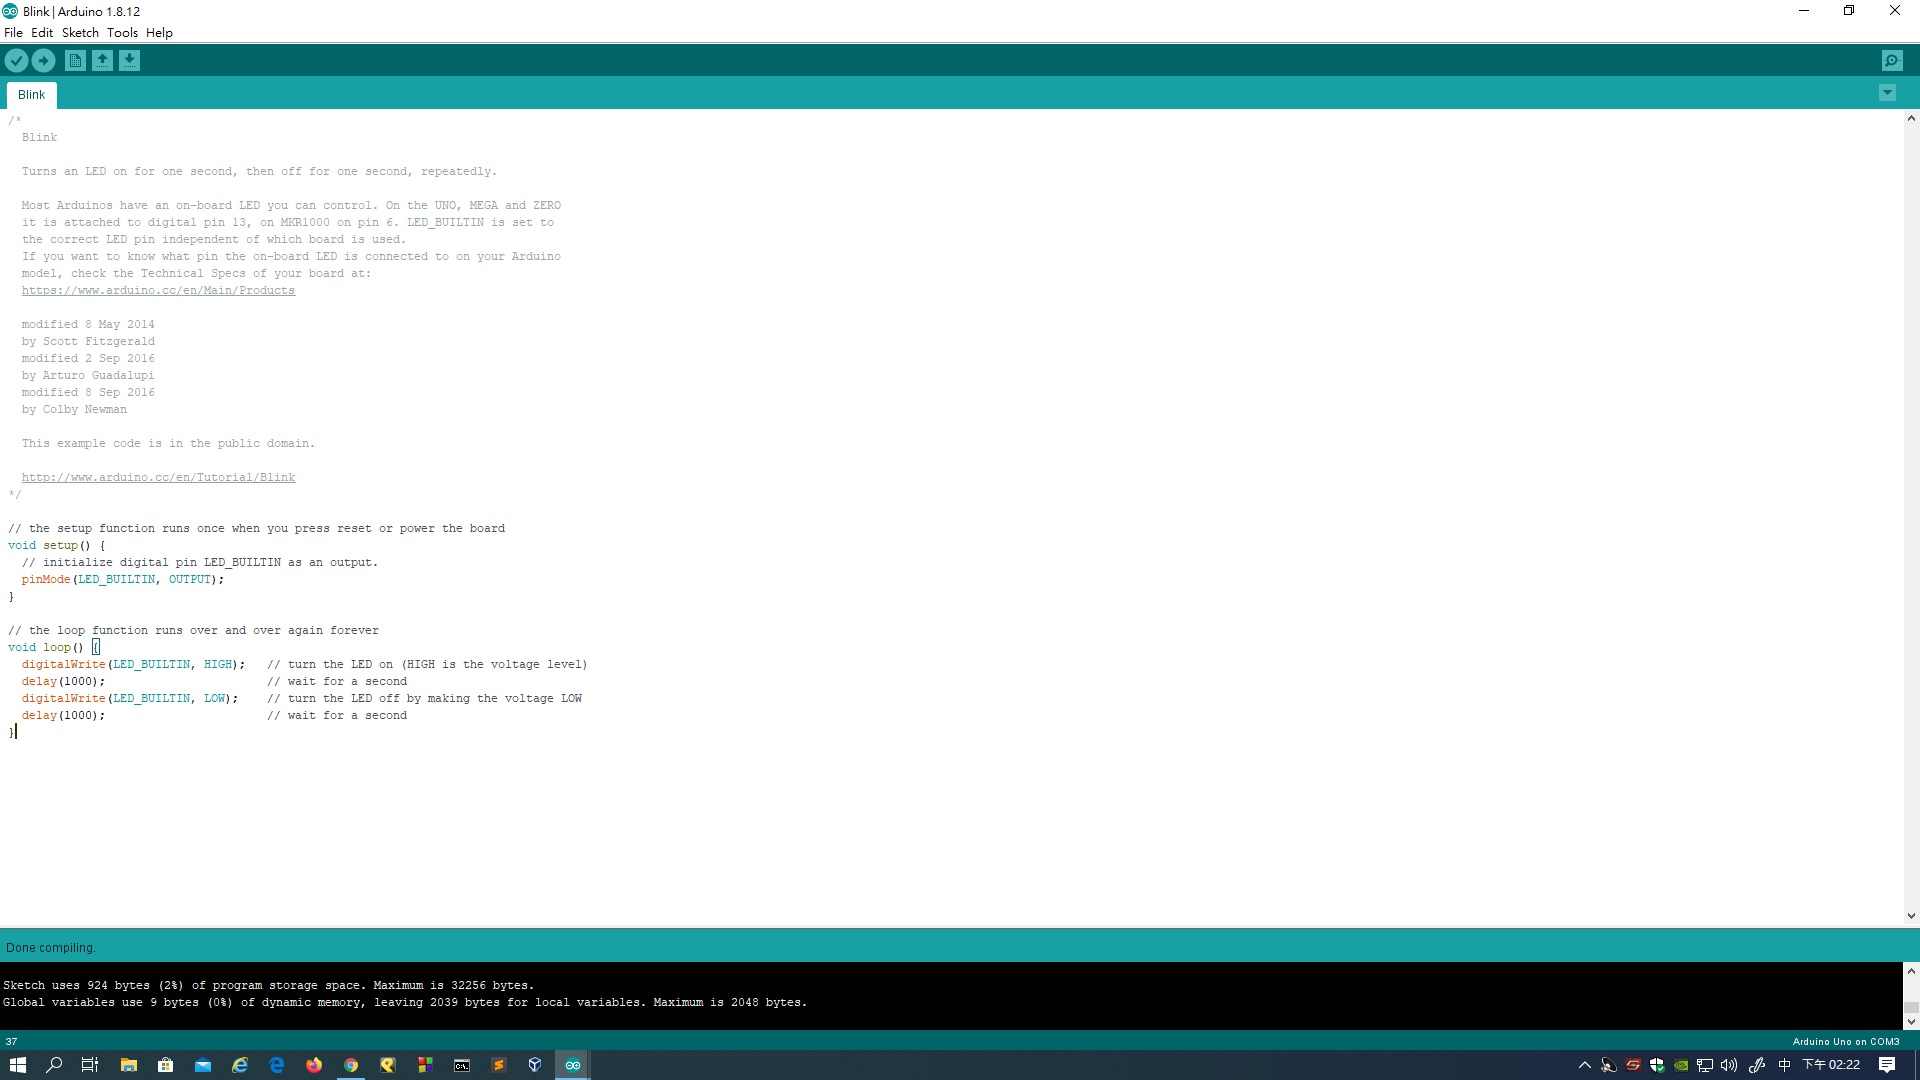 Blink | Arduino 1.8.12
File Edit Sketch Tools Help
Blink
/*
  Blink

  Turns an LED on for one second, then off for one second, repeatedly.

  Most Arduinos have an on-board LED you can control. On the UNO, MEGA and ZERO
  it is attached to digital pin 13, on MKR1000 on pin 6. LED_BUILTIN is set to
  the correct LED pin independent of which board is used.
  If you want to know what pin the on-board LED is connected to on your Arduino
  model, check the Technical Specs of your board at:
  https://www.arduino.cc/en/Main/Products

  modified 8 May 2014
  by Scott Fitzgerald
  modified 2 Sep 2016
  by Arturo Guadalupi
  modified 8 Sep 2016
  by Colby Newman

  This example code is in the public domain.

  http://www.arduino.cc/en/Tutorial/Blink
*/

// the setup function runs once when you press reset or power the board
void setup() {
  // initialize digital pin LED_BUILTIN as an output.
  pinMode(LED_BUILTIN, OUTPUT);
}

// the loop function runs over and over again forever
void loop() {
  digitalWrite(LED_BUILTIN, HIGH);   // turn the LED on (HIGH is the voltage level)
  delay(1000);                       // wait for a second
  digitalWrite(LED_BUILTIN, LOW);    // turn the LED off by making the voltage LOW
  delay(1000);                       // wait for a second
}
Done compiling.
Sketch uses 924 bytes (2%) of program storage space. Maximum is 32256 bytes.
Global variables use 9 bytes (0%) of dynamic memory, leaving 2039 bytes for local variables. Maximum is 2048 bytes.
37 Arduino Uno on COM3
中 下午 02:22